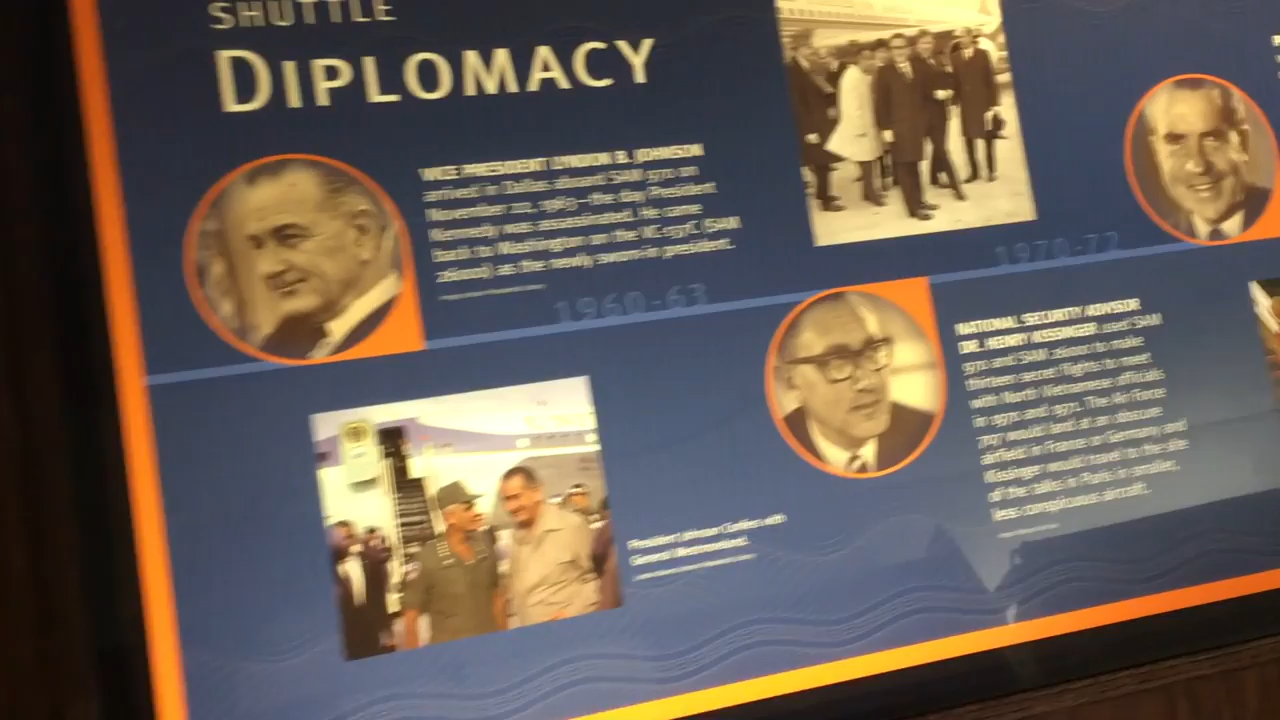 SHUTTLE
DIPLOMACY
VICE PRESIDENT LYNDON B. JOHNSON
arrived in Dallas aboard SAM 970 on
November 22, 1963–the day President
Kennedy was assassinated. He came
back to Washington on the VC-137C (SAM
26000) as the newly sworn-in president.
1960-63
1970-72
NATIONAL SECURITY ADVISOR
DR. HENRY KISSINGER used SAM
970 and SAM 26000 to make
thirteen secret flights to meet
with North Vietnamese officials
in 1970 and 1971. The Air Force
707 would land at an obscure
airfield in France or Germany and
Kissinger would travel to the site
of the talks in Paris in smaller,
less conspicuous aircraft.
President Johnson with
General Westmoreland.